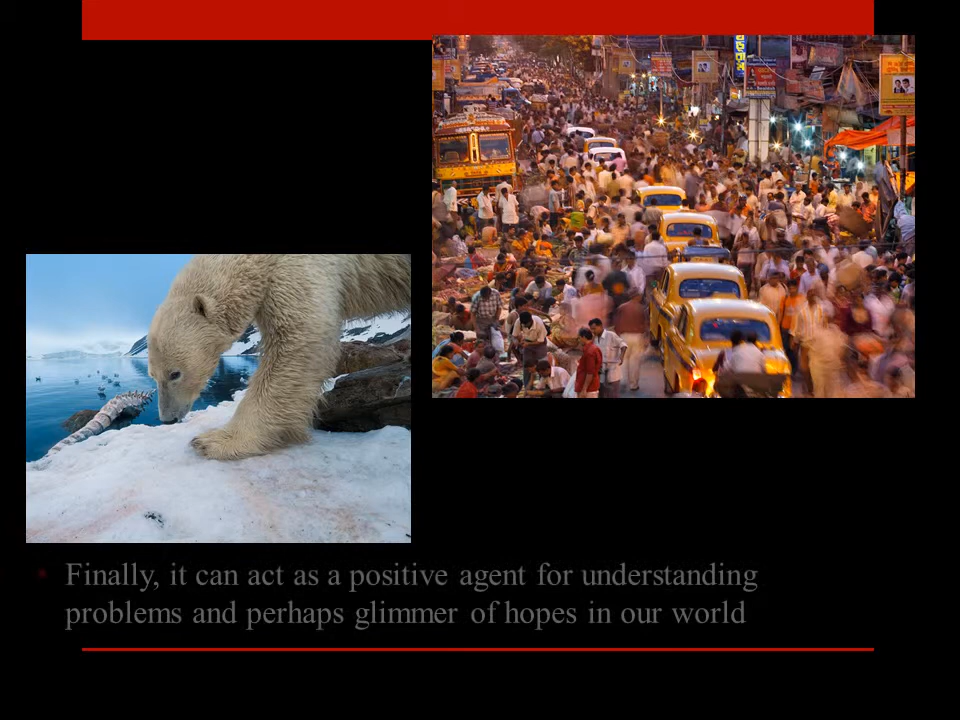 Finally, it can act as a positive agent for understanding
problems and perhaps glimmer of hopes in our world